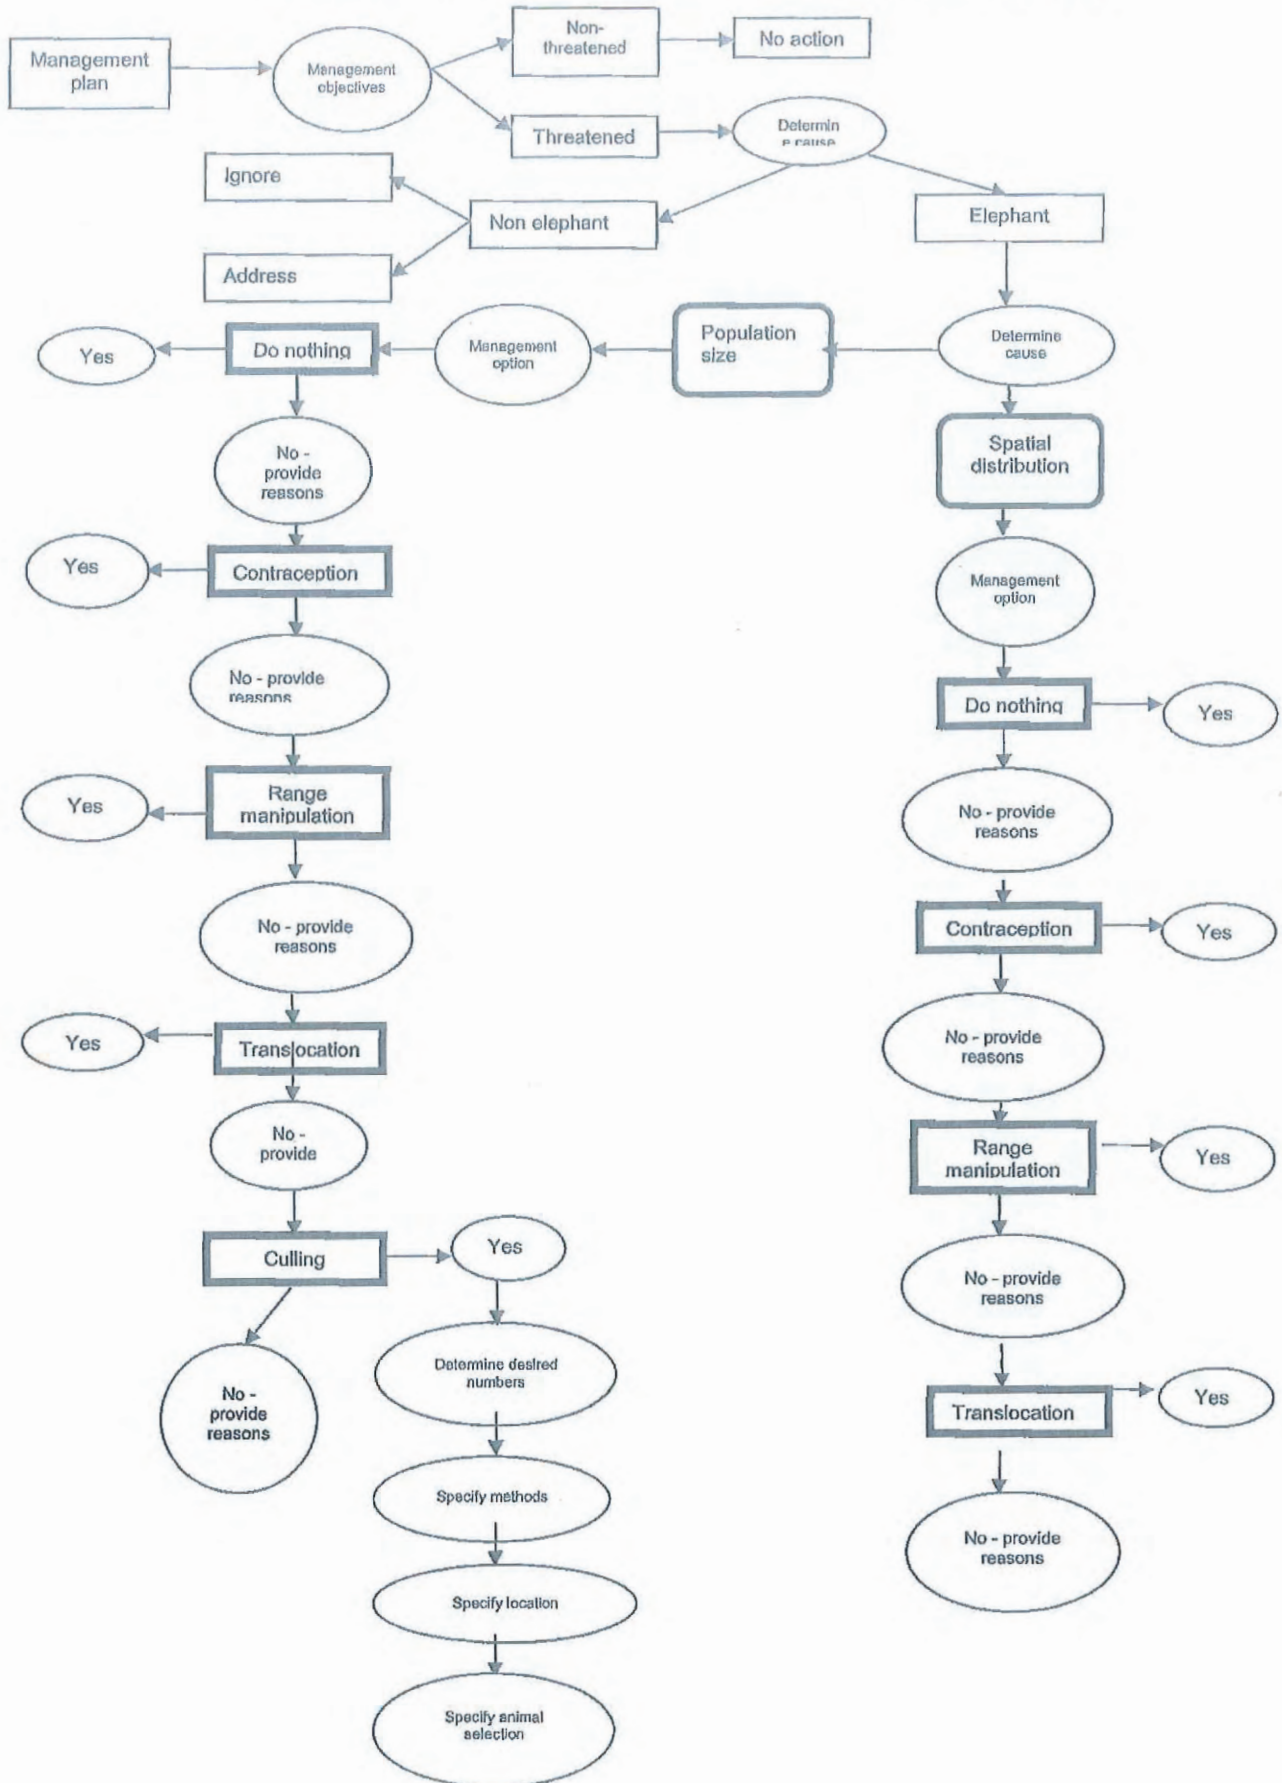 Management
plan
Management
objectives
Non-
threatened
No action
Threatened
Determin
e cause
Ignore
Non elephant
Elephant
Address
Yes
Do nothing
Management
option
Population
size
Determine
cause
No -
provide
reasons
Spatial
distribution
Yes
Contraception
Management
option
No - provide
reasons
Do nothing
Yes
Yes
Range
manipulation
No - provide
reasons
No - provide
reasons
Contraception
Yes
Yes
Translocation
No - provide
reasons
No -
provide
Range
manipulation
Yes
Culling
Yes
No - provide
reasons
Determine desired
numbers
No -
provide
reasons
Translocation
Yes
Specify methods
No - provide
reasons
Specify location
Specify animal
selection